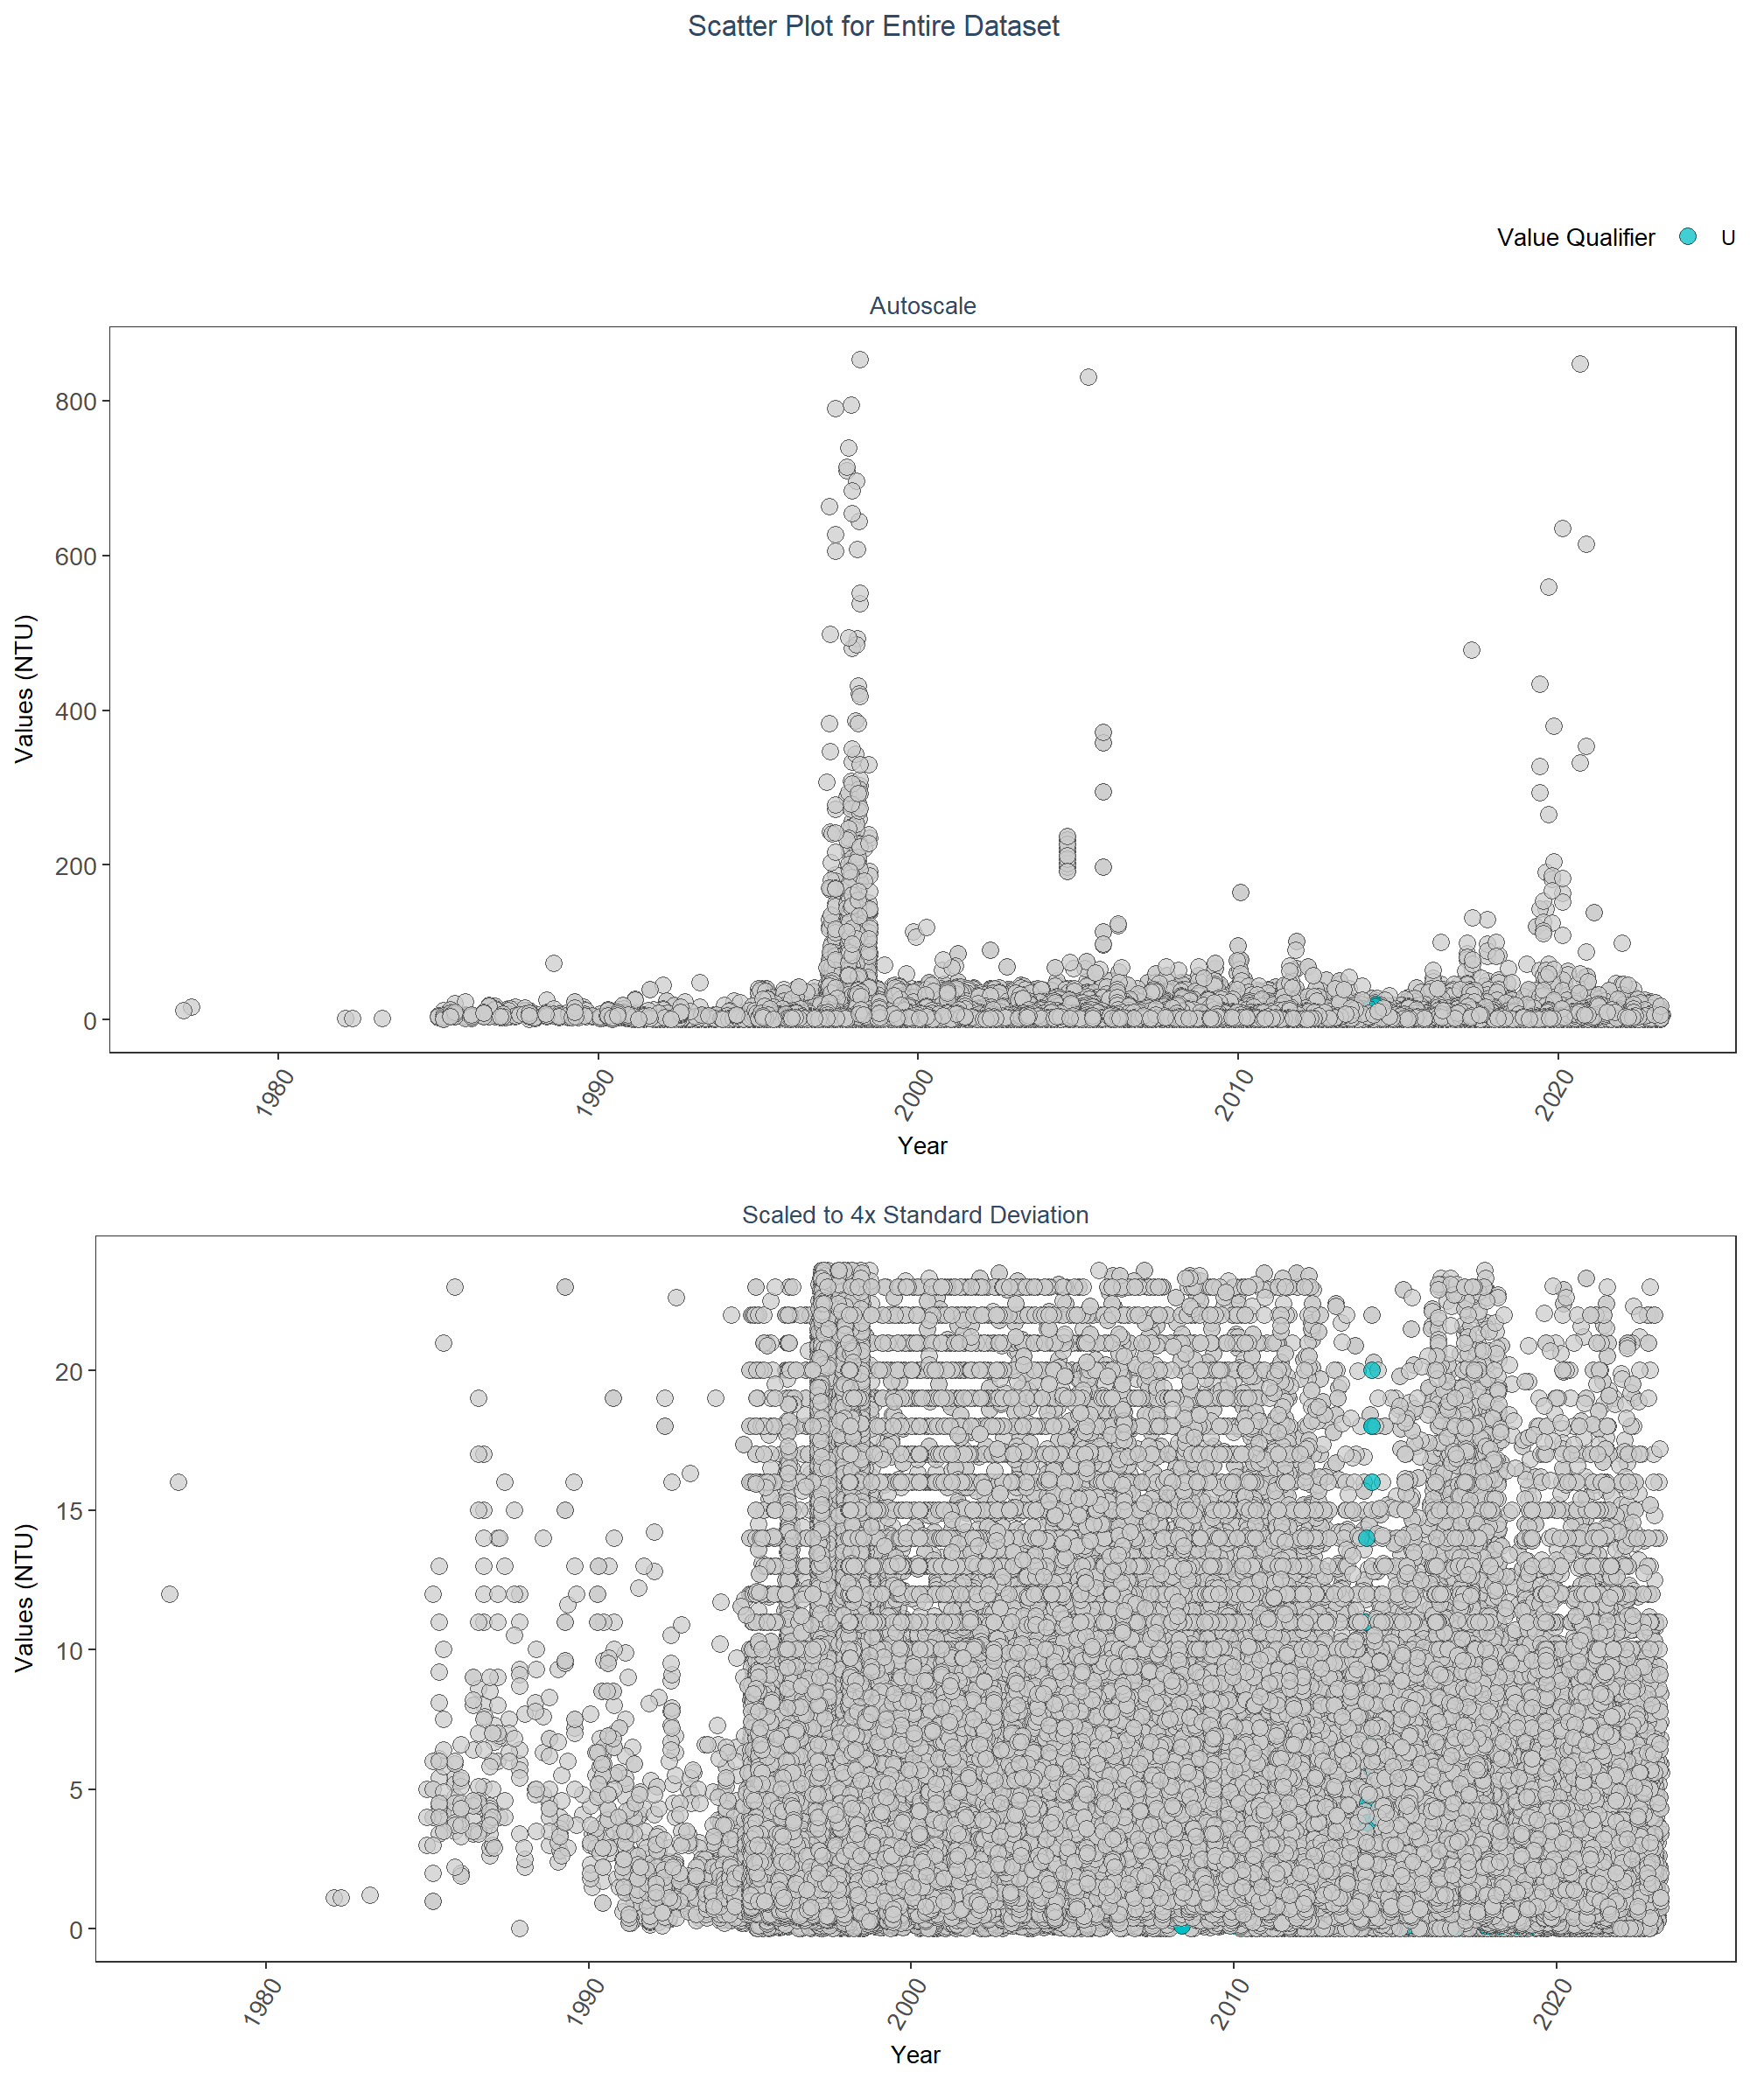 Scatter Plot for Entire Dataset
Value Qualifier U
Autoscale
Values (NTU)
800
600
400
200
0
1980 1990 2000 2010 2020
Year
Scaled to 4x Standard Deviation
Values (NTU)
20
15
10
5
0
1980 1990 2000 2010 2020
Year